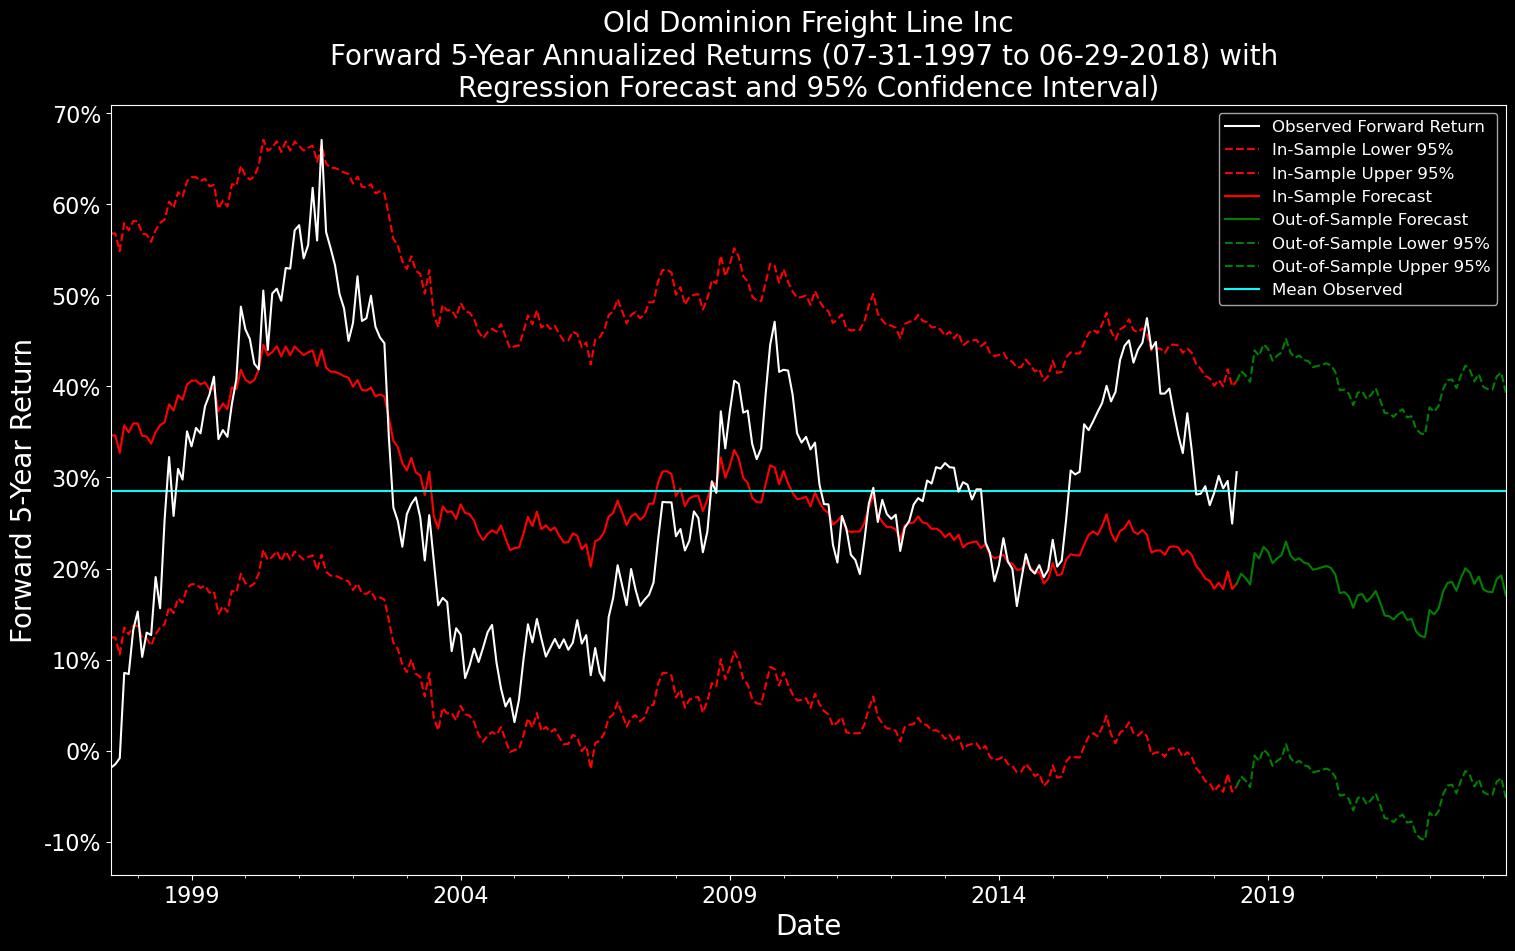 Old Dominion Freight Line Inc
Forward 5-Year Annualized Returns (07-31-1997 to 06-29-2018) with
Regression Forecast and 95% Confidence Interval)
70%
60%
50%
40%
30%
20%
10%
0%
-10%
Forward 5-Year Return
Observed Forward Return
In-Sample Lower 95%
In-Sample Upper 95%
In-Sample Forecast
Out-of-Sample Forecast
Out-of-Sample Lower 95%
Out-of-Sample Upper 95%
Mean Observed
1999 2004 2009 2014 2019
Date